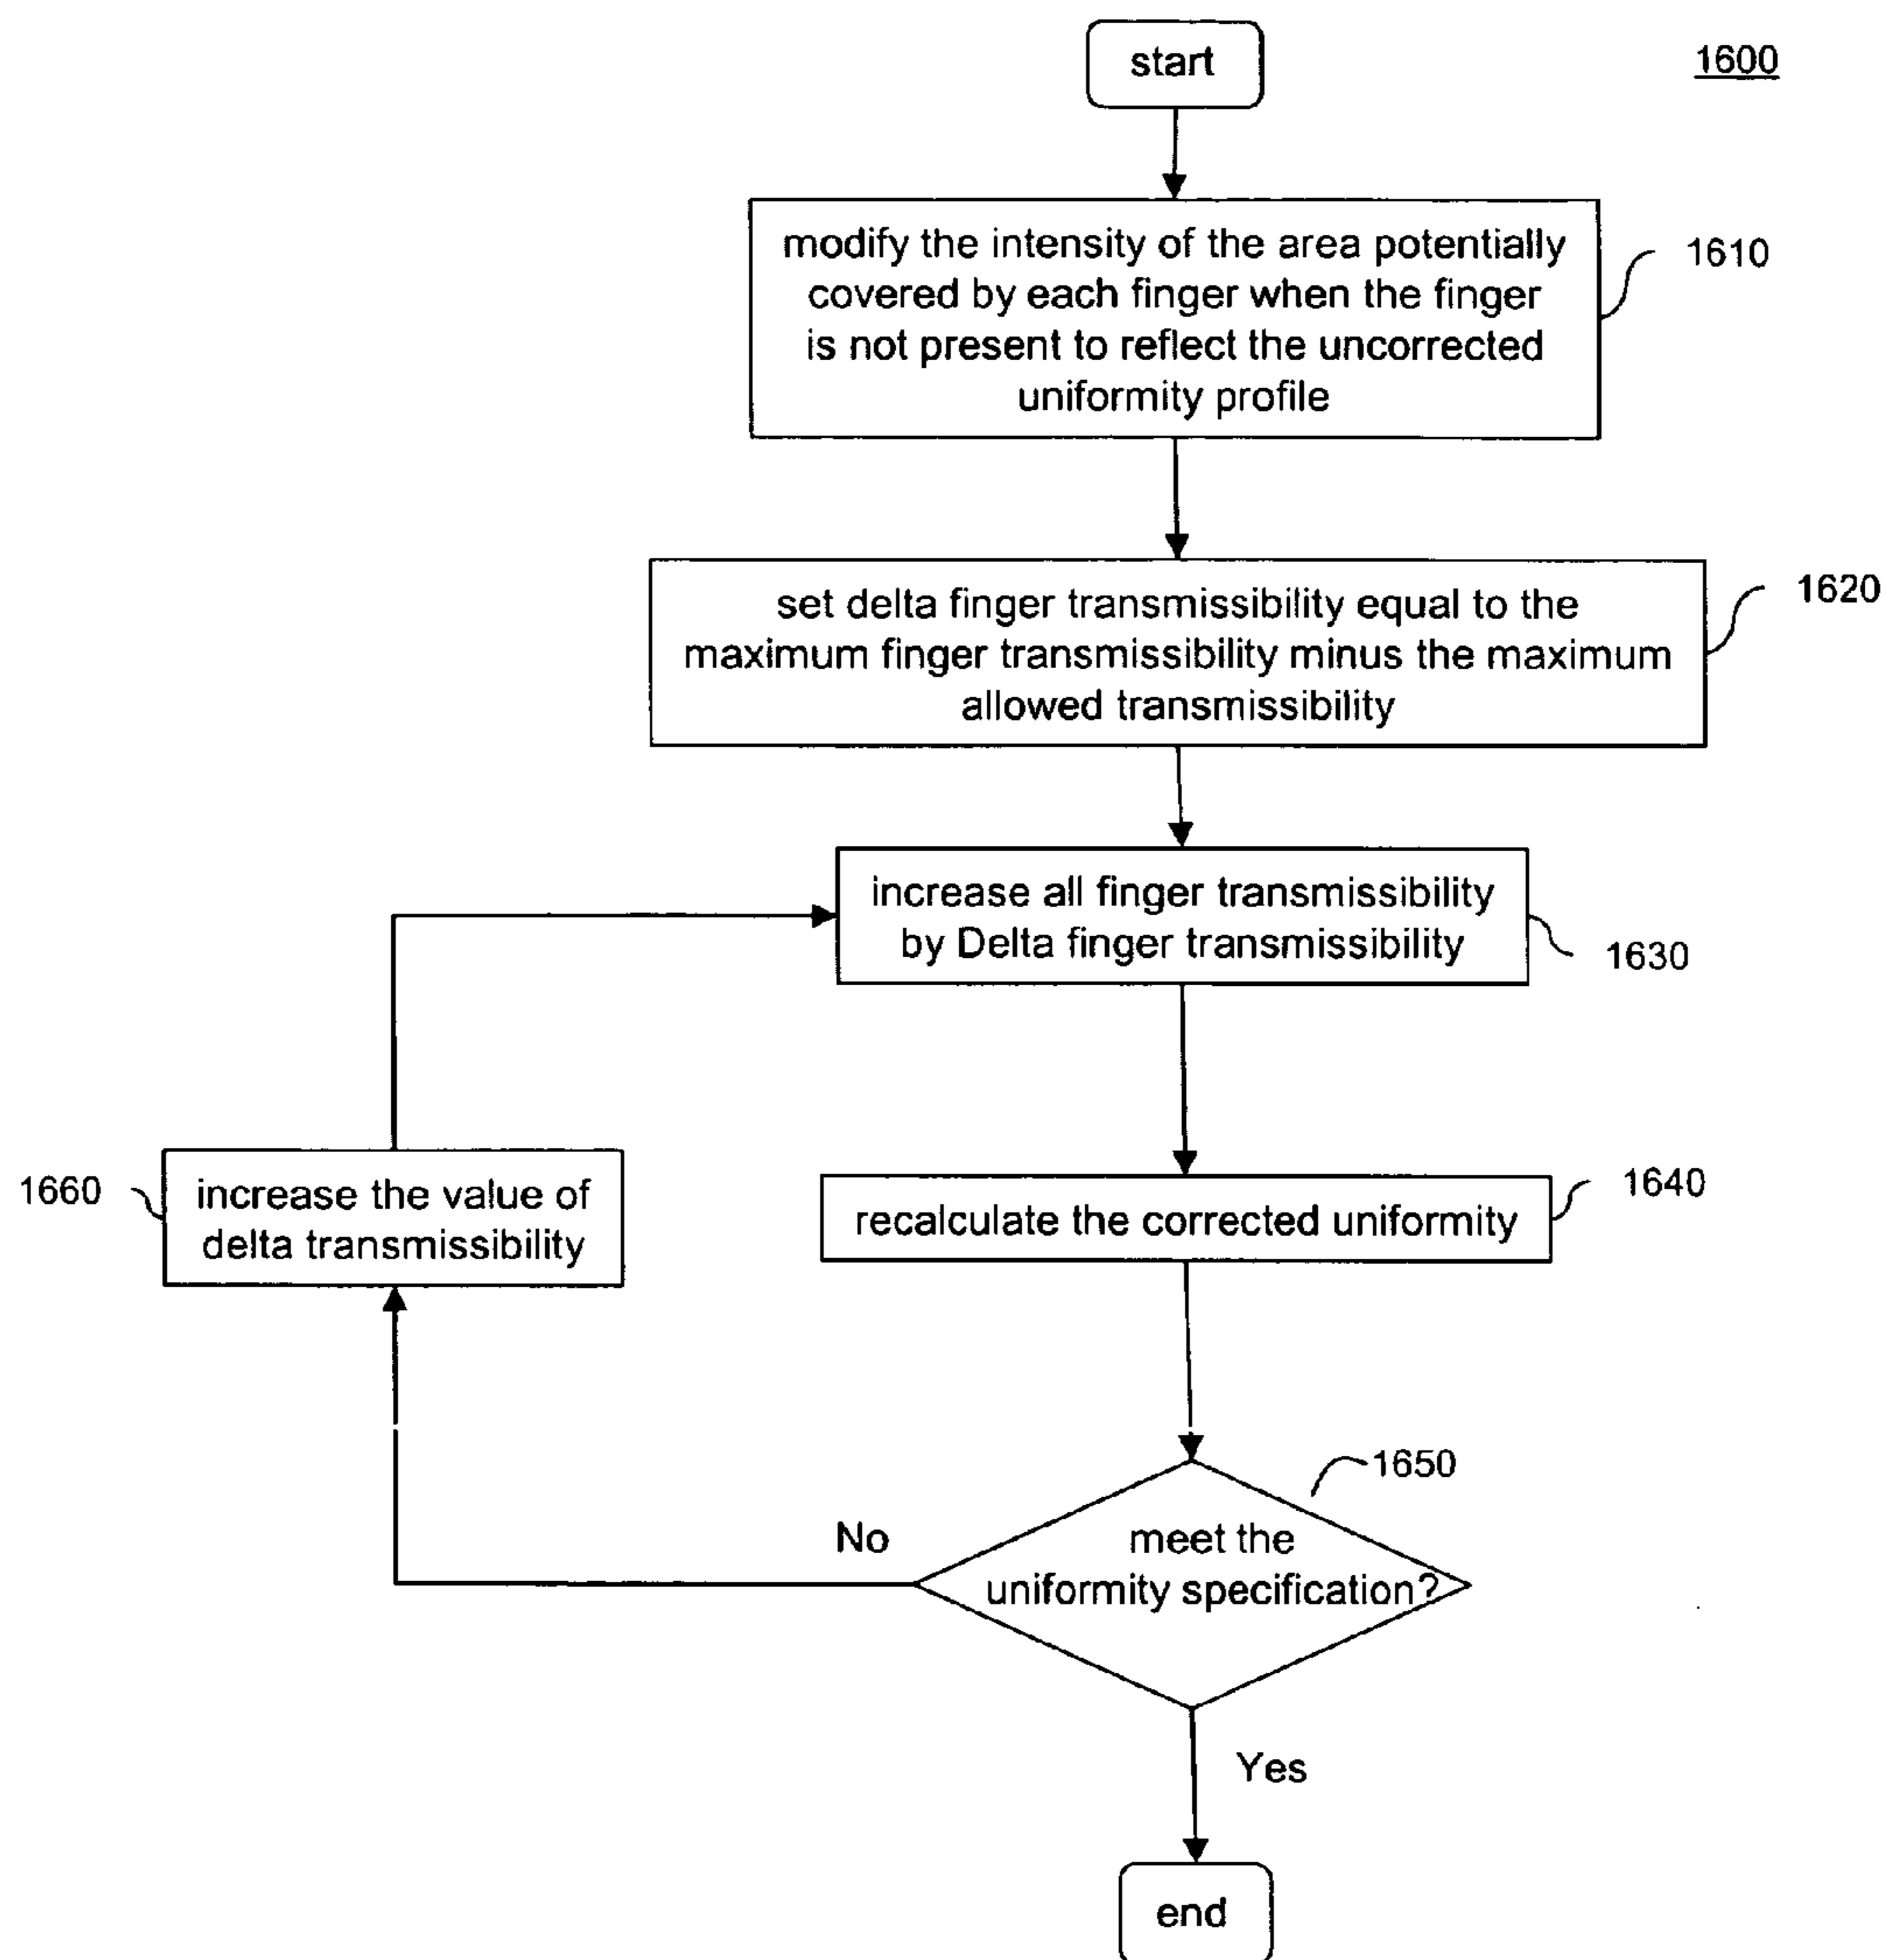 start
1600
modify the intensity of the area potentially
covered by each finger when the finger
is not present to reflect the uncorrected
uniformity profile
1610
set delta finger transmissibility equal to the
maximum finger transmissibility minus the maximum
allowed transmissibility
1620
increase all finger transmissibility
by Delta finger transmissibility
1630
1660
increase the value of
delta transmissibility
recalculate the corrected uniformity
1640
1650
No
meet the
uniformity specification?
Yes
end